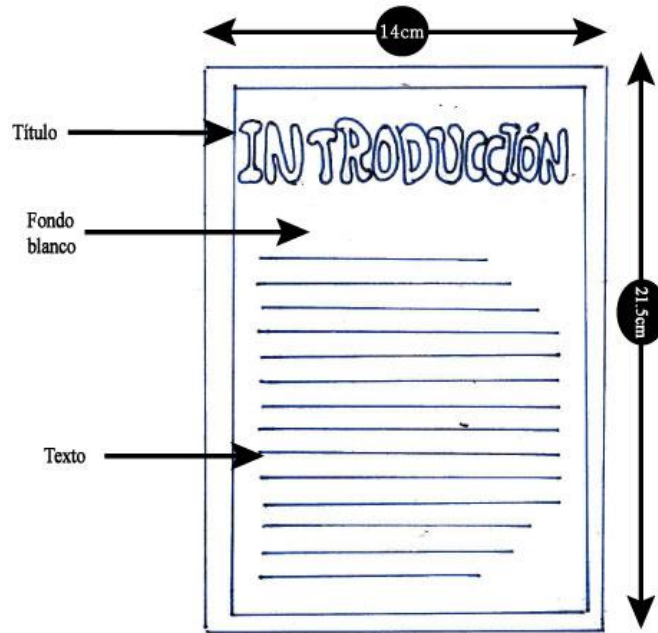 14cm
Título
INTRODUCCIÓN
Fondo
blanco
21.5cm
Texto